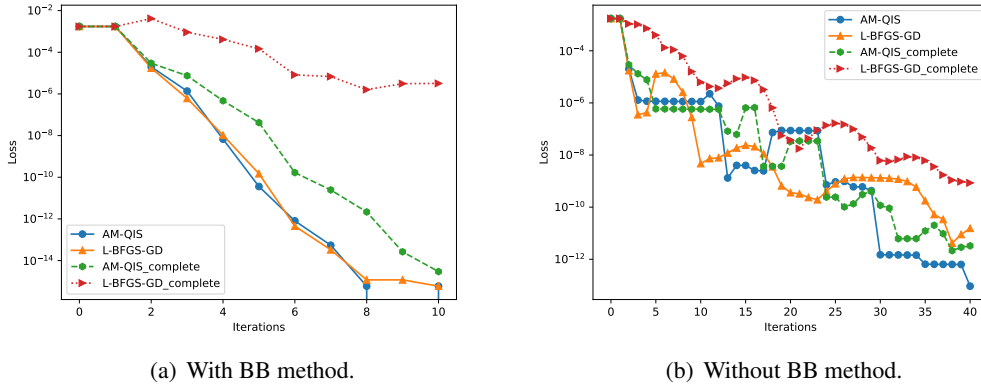 10⁻²
10⁻⁴
10⁻⁶
10⁻⁸
10⁻¹⁰
10⁻¹²
10⁻¹⁴
Loss
AM-QIS
L-BFGS-GD
AM-QIS_complete
L-BFGS-GD_complete
0 2 4 6 8 10
Iterations
(a) With BB method.
10⁻⁴
10⁻⁶
10⁻⁸
10⁻¹⁰
10⁻¹²
Loss
AM-QIS
L-BFGS-GD
AM-QIS_complete
L-BFGS-GD_complete
0 5 10 15 20 25 30 35 40
Iterations
(b) Without BB method.